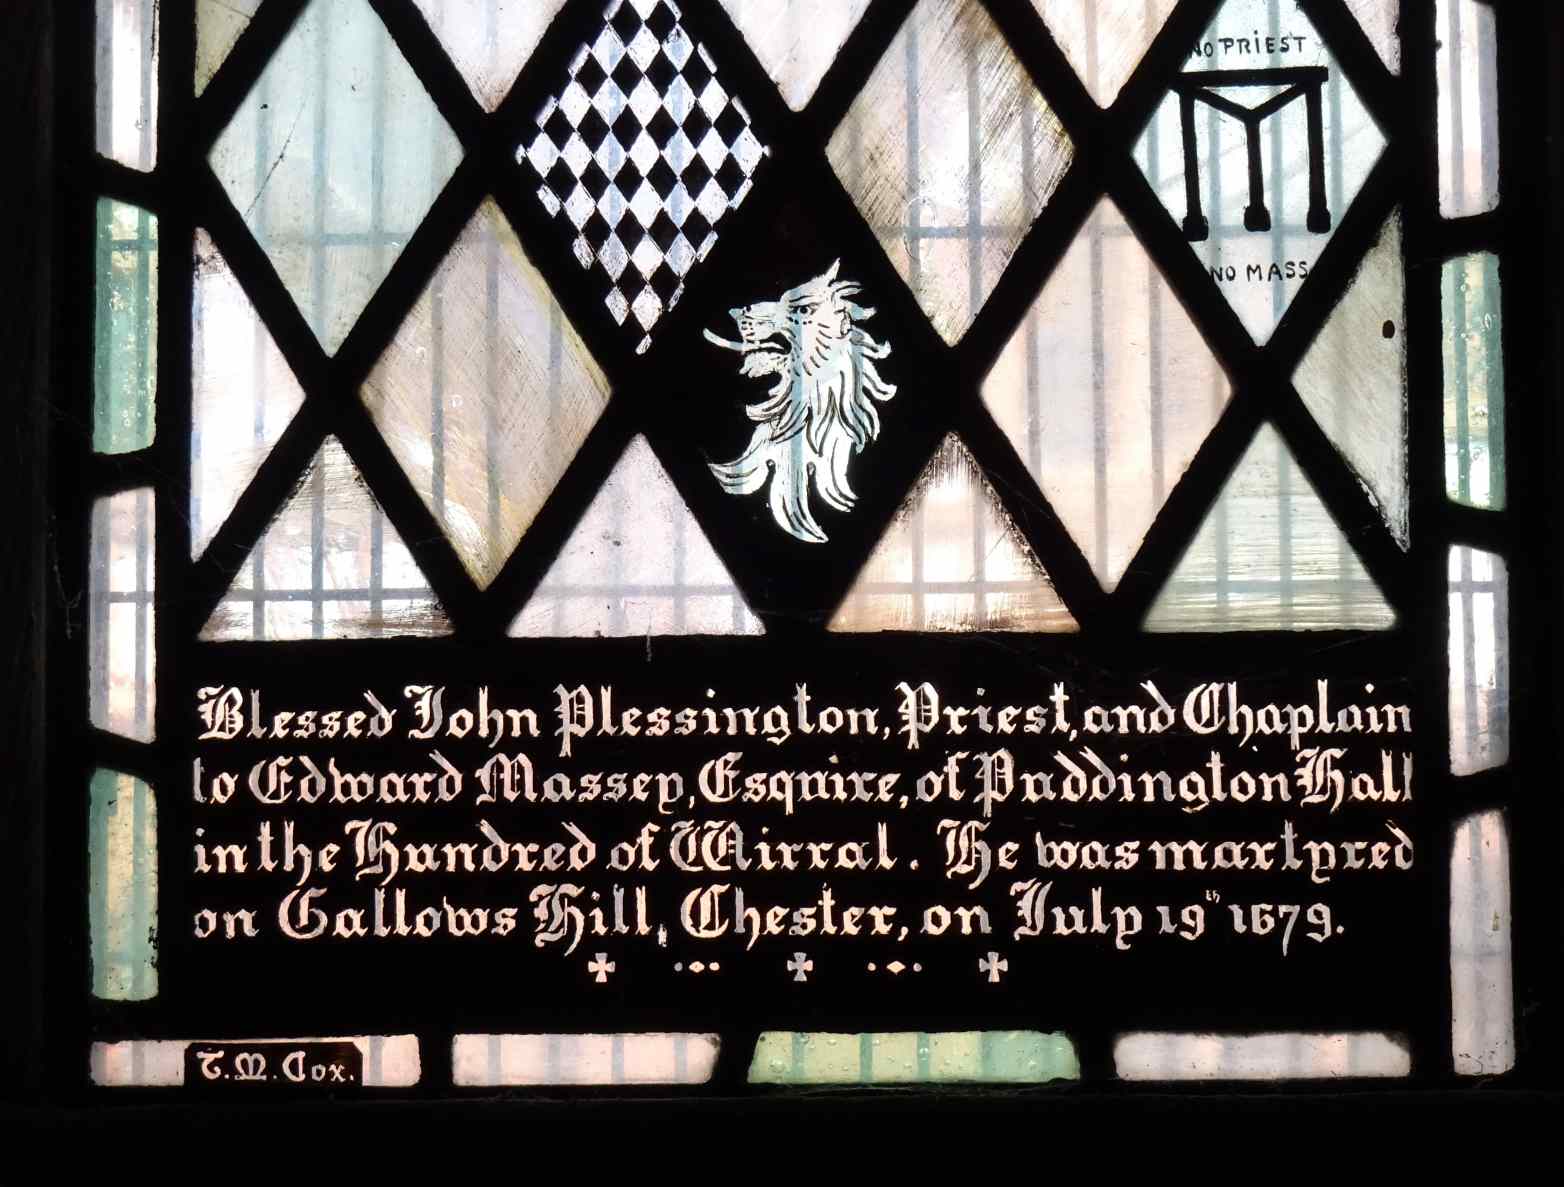 NO PRIEST
NO MASS
Blessed John Plessington, Priest, and Chaplain
to Edward Massey, Esquire, of Puddington Hall
in the Hundred of Wirral. He was martyred
on Gallows Hill, Chester, on July 19th 1679.
T. M. Cox.